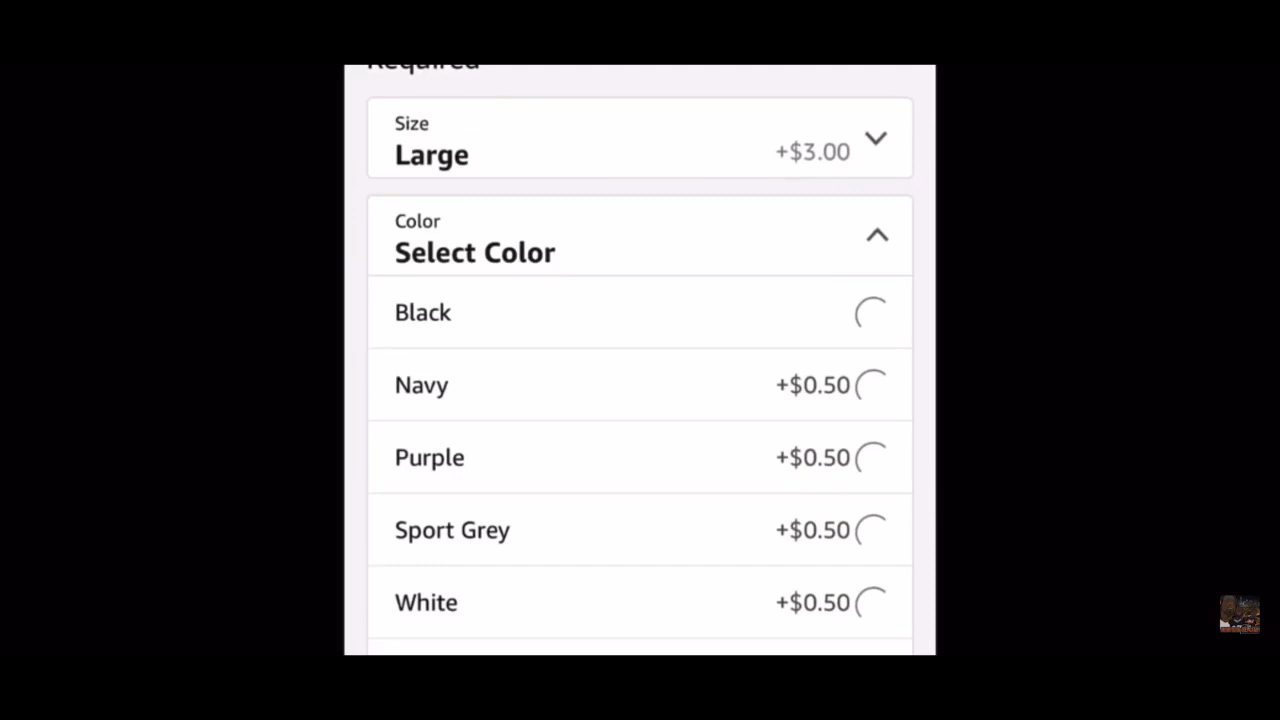 Required
Size
Large
+$3.00
Color
Select Color
Black
Navy +$0.50
Purple +$0.50
Sport Grey +$0.50
White +$0.50